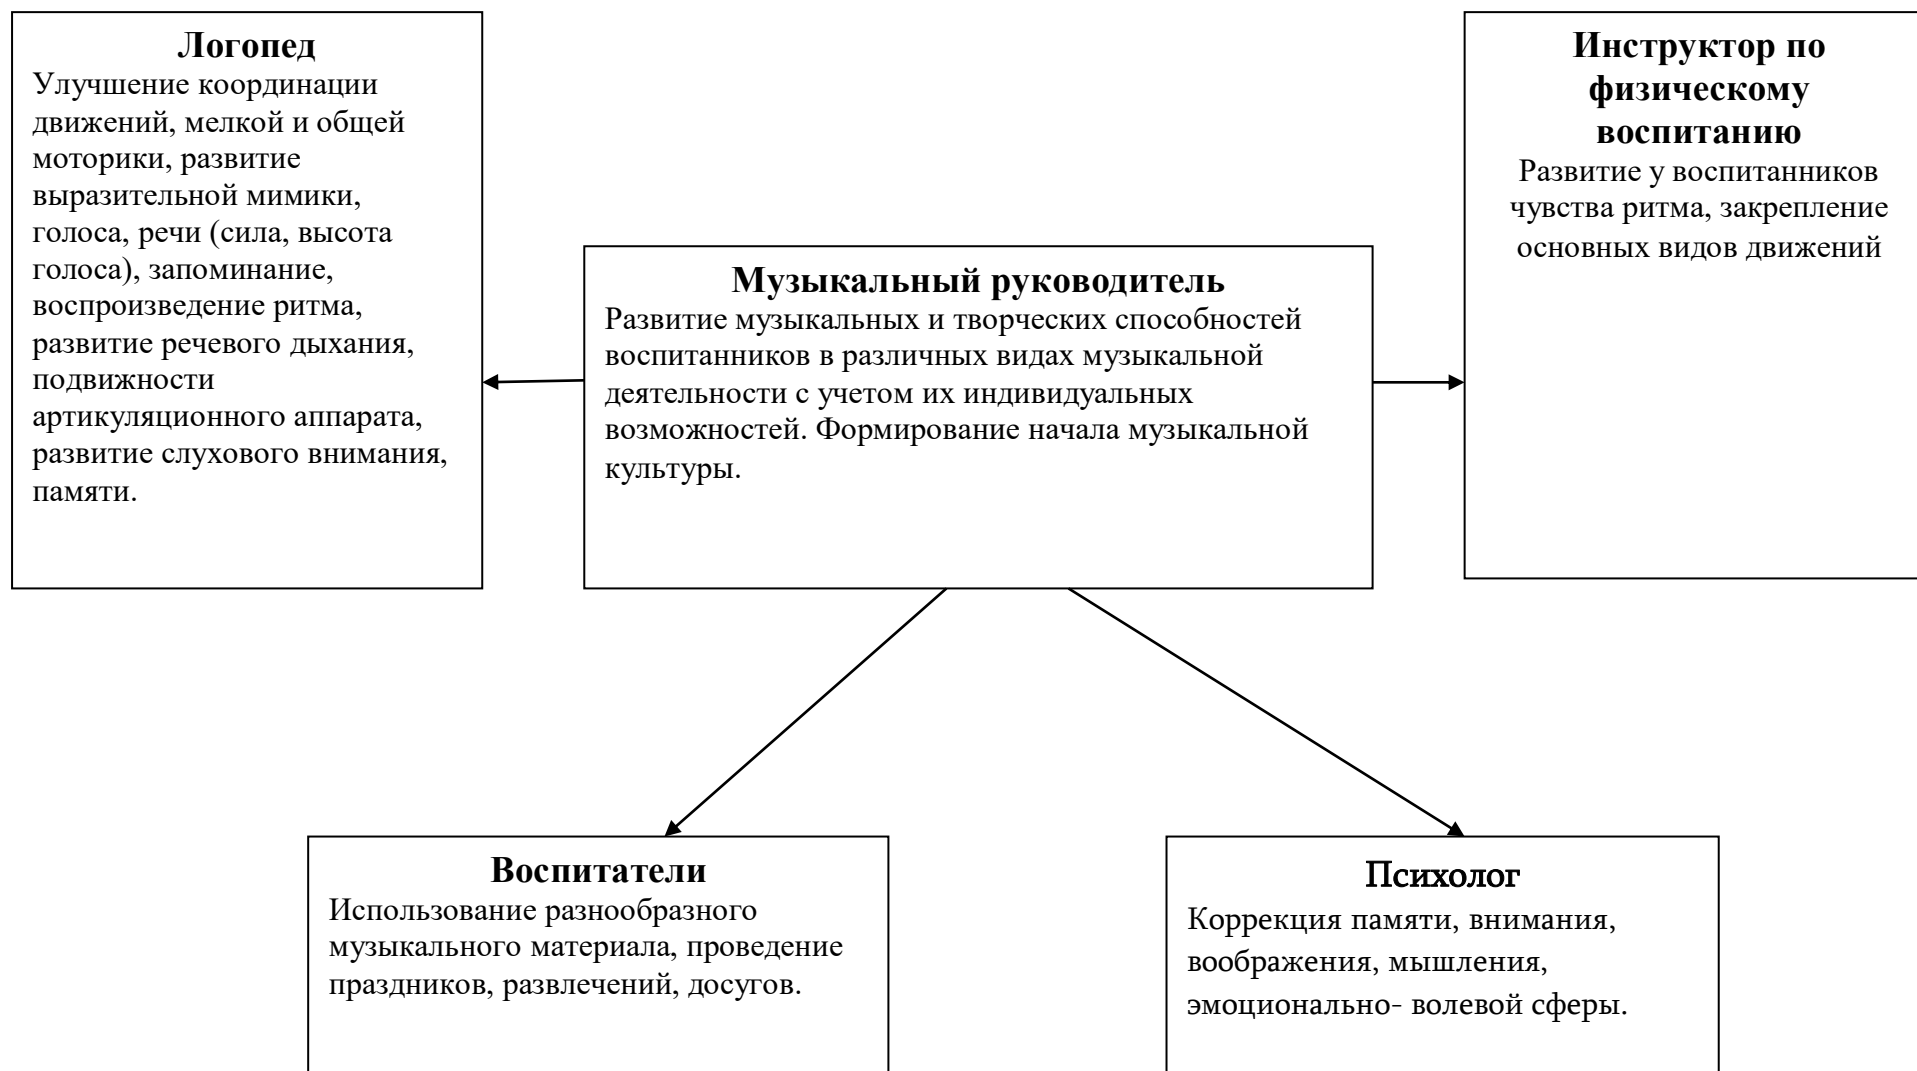 Логопед
Улучшение координации
движений, мелкой и общей
моторики, развитие
выразительной мимики,
голоса, речи (сила, высота
голоса), запоминание,
воспроизведение ритма,
развитие речевого дыхания,
подвижности
артикуляционного аппарата,
развитие слухового внимания,
памяти.
Музыкальный руководитель
Развитие музыкальных и творческих способностей
воспитанников в различных видах музыкальной
деятельности с учетом их индивидуальных
возможностей. Формирование начала музыкальной
культуры.
Инструктор по
физическому
воспитанию
Развитие у воспитанников
чувства ритма, закрепление
основных видов движений
Воспитатели
Использование разнообразного
музыкального материала, проведение
праздников, развлечений, досугов.
Психолог
Коррекция памяти, внимания,
воображения, мышления,
эмоционально- волевой сферы.